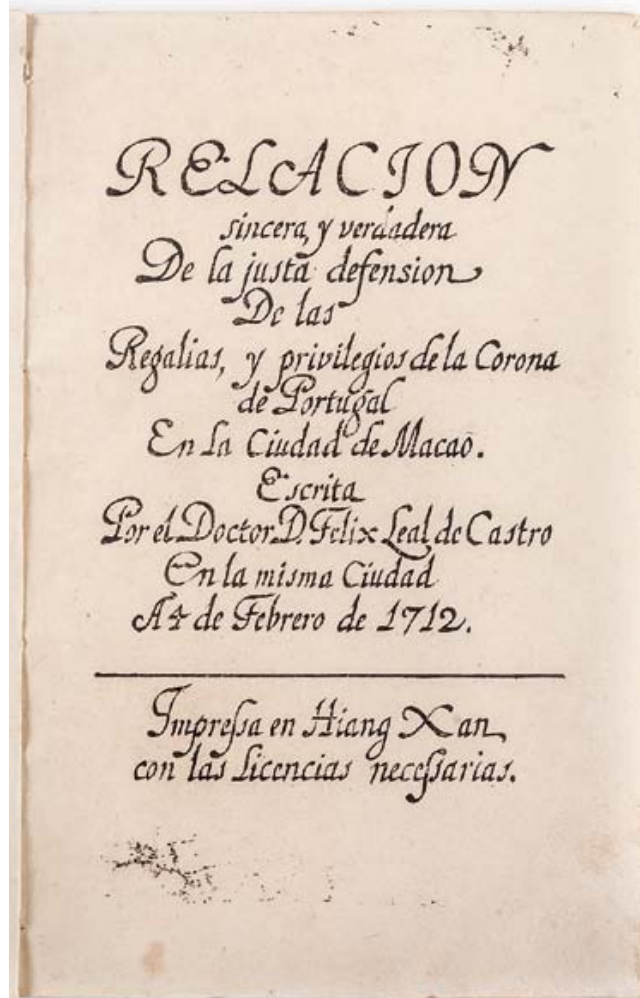 RELACION
sincera, y verdadera
De la justa defension
De las
Regalias, y privilegios de la Corona
de Portugal
En la Ciudad de Macao.
Escrita
Por el Doctor D. Felix Leal de Castro
En la misma Ciudad
A 4 de Febrero de 1712.
Impreſsa en Hiang Xan
con las Licencias neceſsarias.